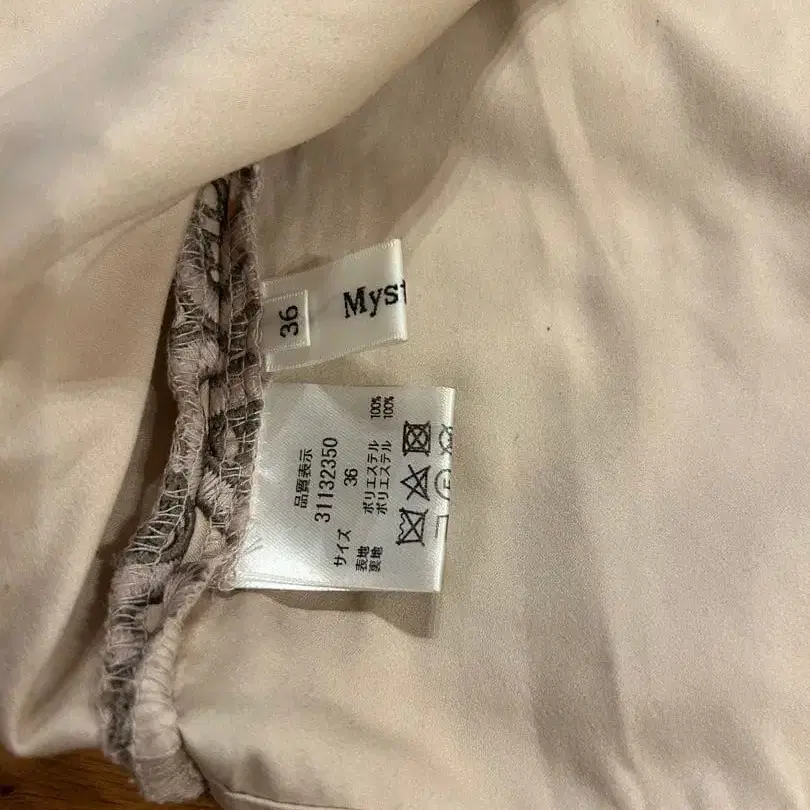 36
Myst
品質表示
31132350
サイズ 36
表地 ポリエステル 100%
裏地 ポリエステル 100%